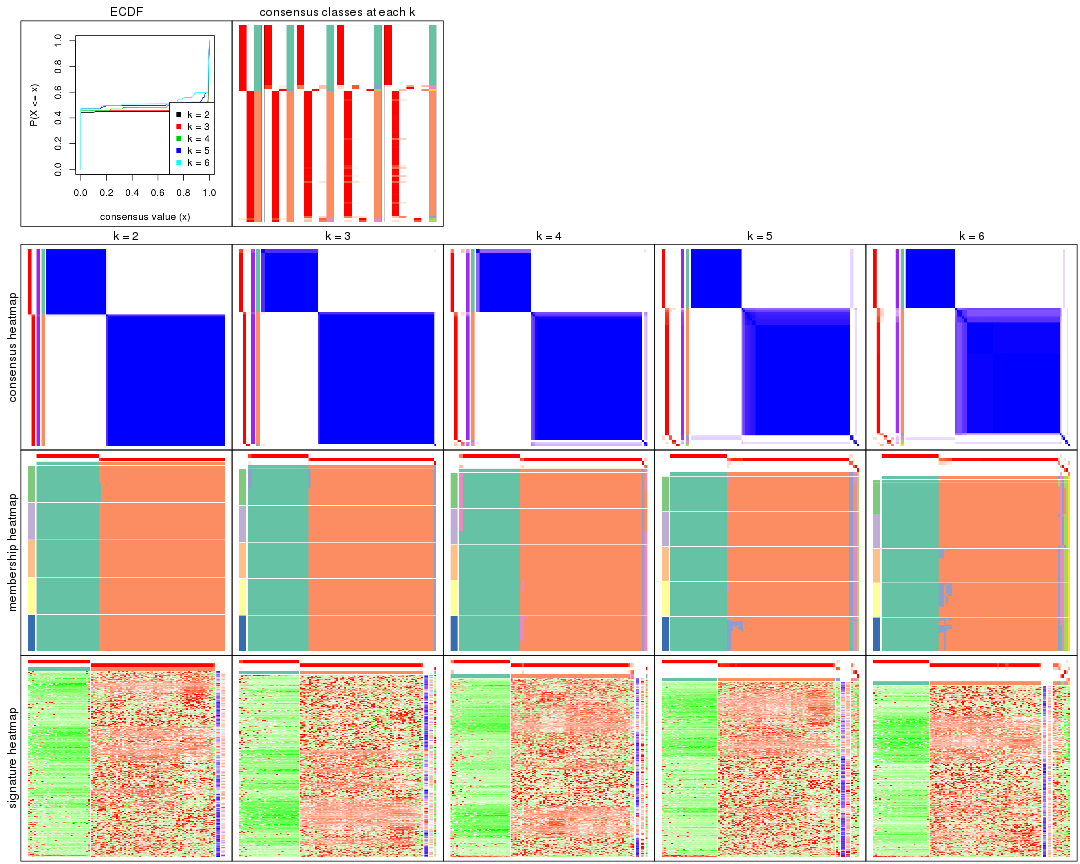 ECDF
consensus classes at each k
P(X <= x)
1.0
0.8
0.6
0.4
0.2
0.0
k = 2
k = 3
k = 4
k = 5
k = 6
0.0 0.2 0.4 0.6 0.8 1.0
consensus value (x)
k = 2
k = 3
k = 4
k = 5
k = 6
consensus heatmap
membership heatmap
signature heatmap